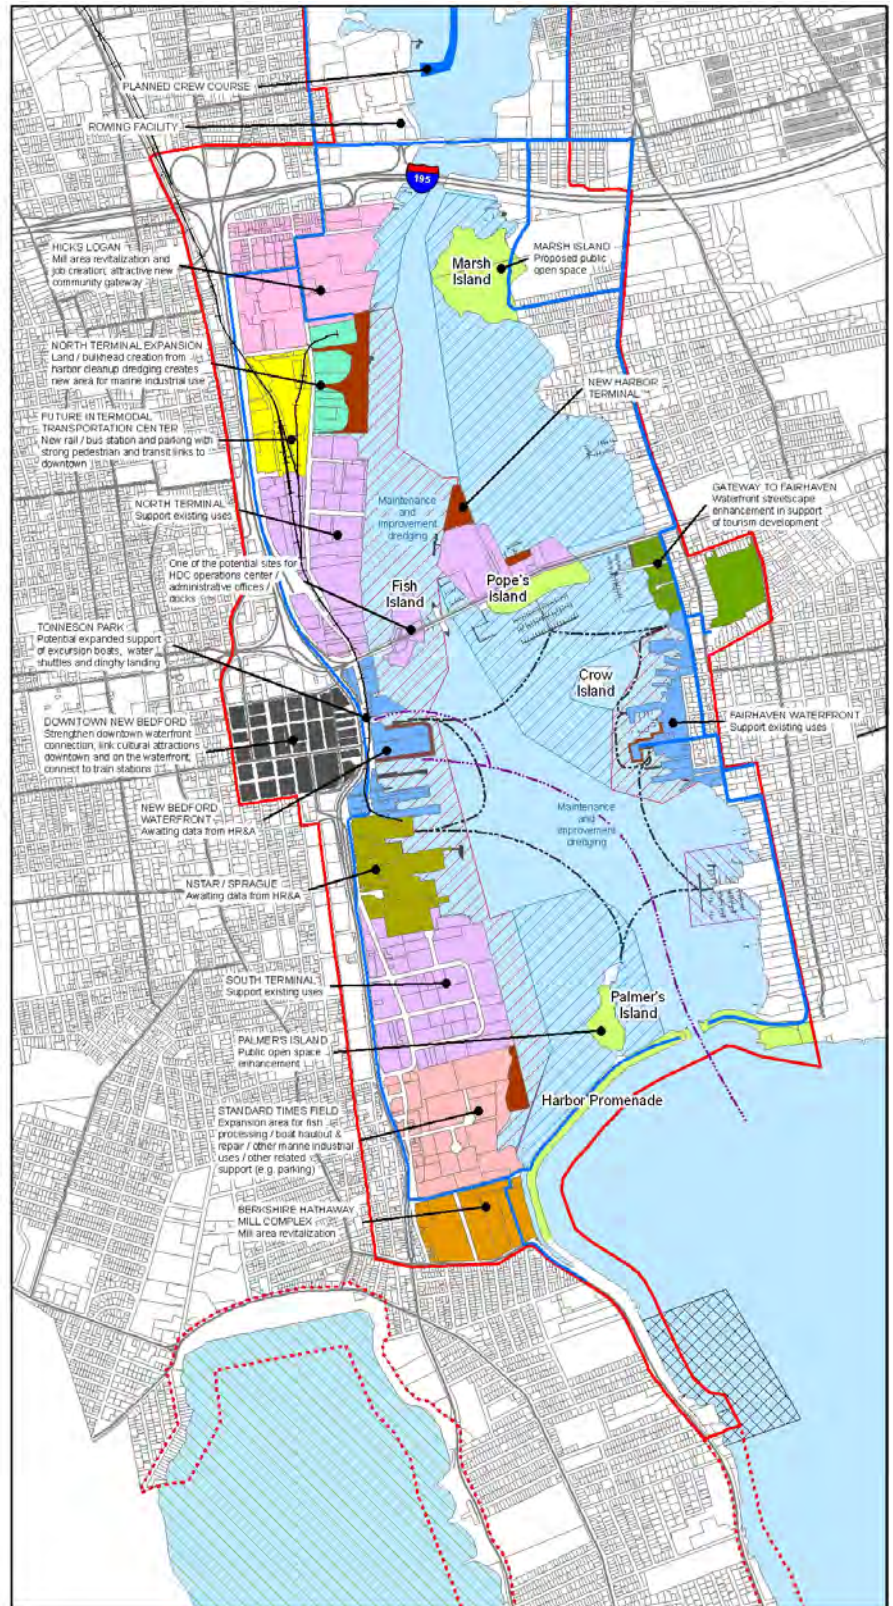 PLANNED CREW COURSE
ROWING FACILITY
195
HICKS LOGAN
Mill area revitalization and
job creation; attractive new
community gateway
Marsh
Island
MARSH ISLAND
Proposed public
open space
NORTH TERMINAL EXPANSION
Land / bulkhead creation from
harbor cleanup dredging creates
new area for marine industrial use
NEW HARBOR
TERMINAL
FUTURE INTERMODAL
TRANSPORTATION CENTER
New rail / bus station and parking with
strong pedestrian and transit links to
downtown
GATEWAY TO FAIRHAVEN
Waterfront streetscape
enhancement in support
of tourism development
NORTH TERMINAL
Support existing uses
Maintenance
and
improvement
dredging
One of the potential sites for
HDC operations center /
administrative offices /
docks
Fish
Island
Pope's
Island
TONNESON PARK
Potential expanded support
of excursion boats, water
shuttles and dinghy landing
Crow
Island
DOWNTOWN NEW BEDFORD
Strengthen downtown waterfront
connection; link cultural attractions
downtown and on the waterfront;
connect to train stations
FAIRHAVEN WATERFRONT
Support existing uses
NEW BEDFORD
WATERFRONT
Awaiting data from HR&A
Maintenance
and
improvement
dredging
NSTAR / SPRAGUE
Awaiting data from HR&A
SOUTH TERMINAL
Support existing uses
Palmer's
Island
PALMER'S ISLAND
Public open space
enhancement
Harbor Promenade
STANDARD TIMES FIELD
Expansion area for fish
processing / boat haulout &
repair / other marine industrial
uses / other related
support (e.g. parking)
BERKSHIRE HATHAWAY
MILL COMPLEX
Mill area revitalization